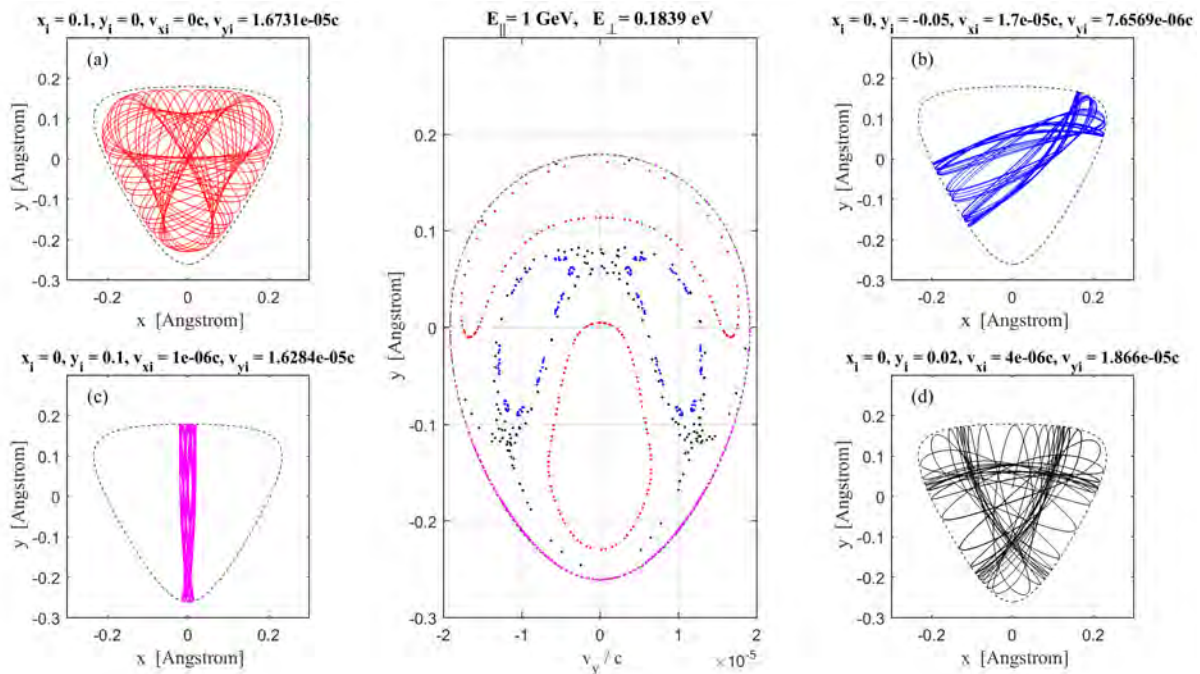 x_i = 0.1, y_i = 0, v_xi = 0c, v_yi = 1.6731e-05c
(a)
0.2
0.1
0
-0.1
-0.2
-0.3
y [Angstrom]
-0.2 0 0.2
x [Angstrom]
x_i = 0, y_i = 0.1, v_xi = 1e-06c, v_yi = 1.6284e-05c
(c)
0.2
0.1
0
-0.1
-0.2
-0.3
y [Angstrom]
-0.2 0 0.2
x [Angstrom]
E_|| = 1 GeV, E_⊥ = 0.1839 eV
0.2
0.1
0
-0.1
-0.2
-0.3
y [Angstrom]
-2 -1 0 1 2
v_y / c
×10^-5
x_i = 0, y_i = -0.05, v_xi = 1.7e-05c, v_yi = 7.6569e-06c
(b)
0.2
0.1
0
-0.1
-0.2
-0.3
y [Angstrom]
-0.2 0 0.2
x [Angstrom]
x_i = 0, y_i = 0.02, v_xi = 4e-06c, v_yi = 1.866e-05c
(d)
0.2
0.1
0
-0.1
-0.2
-0.3
y [Angstrom]
-0.2 0 0.2
x [Angstrom]